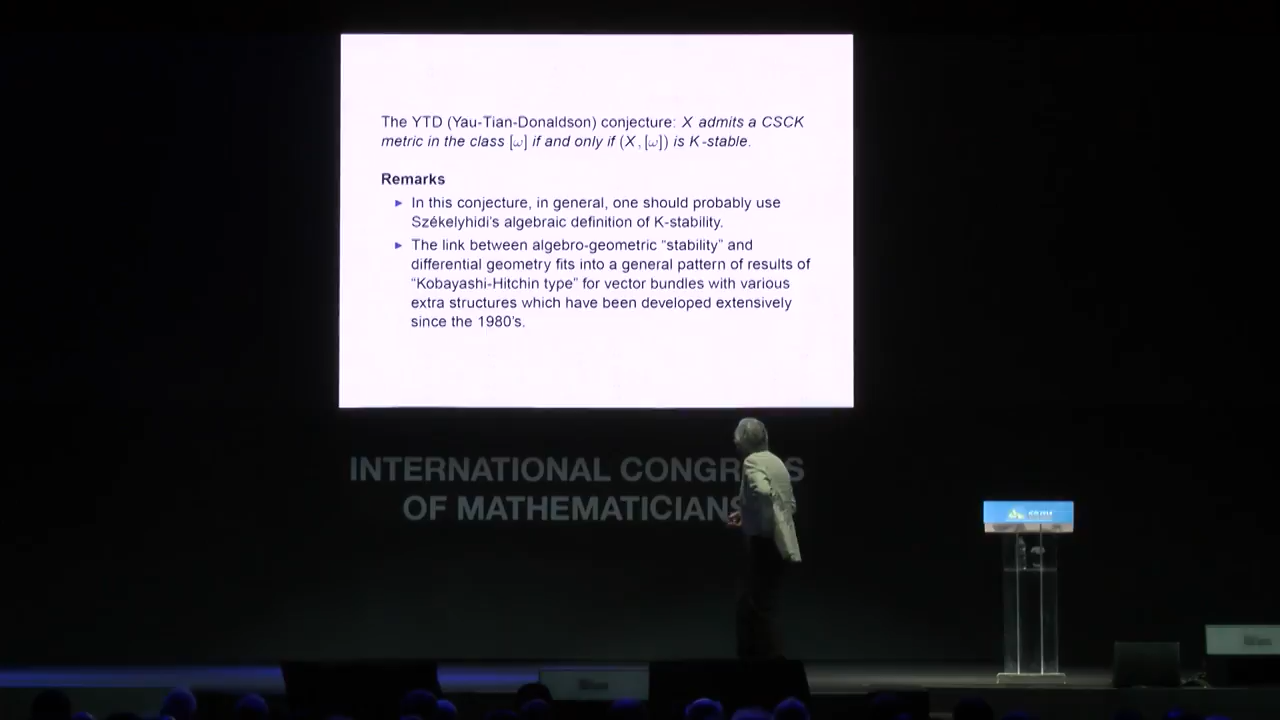 The YTD (Yau-Tian-Donaldson) conjecture: X admits a CSCK
metric in the class [ω] if and only if (X, [ω]) is K-stable.
Remarks
► In this conjecture, in general, one should probably use
Székelyhidi's algebraic definition of K-stability.
► The link between algebro-geometric “stability” and
differential geometry fits into a general pattern of results of
“Kobayashi-Hitchin type” for vector bundles with various
extra structures which have been developed extensively
since the 1980's.
INTERNATIONAL CONGR S
OF MATHEMATICIANS